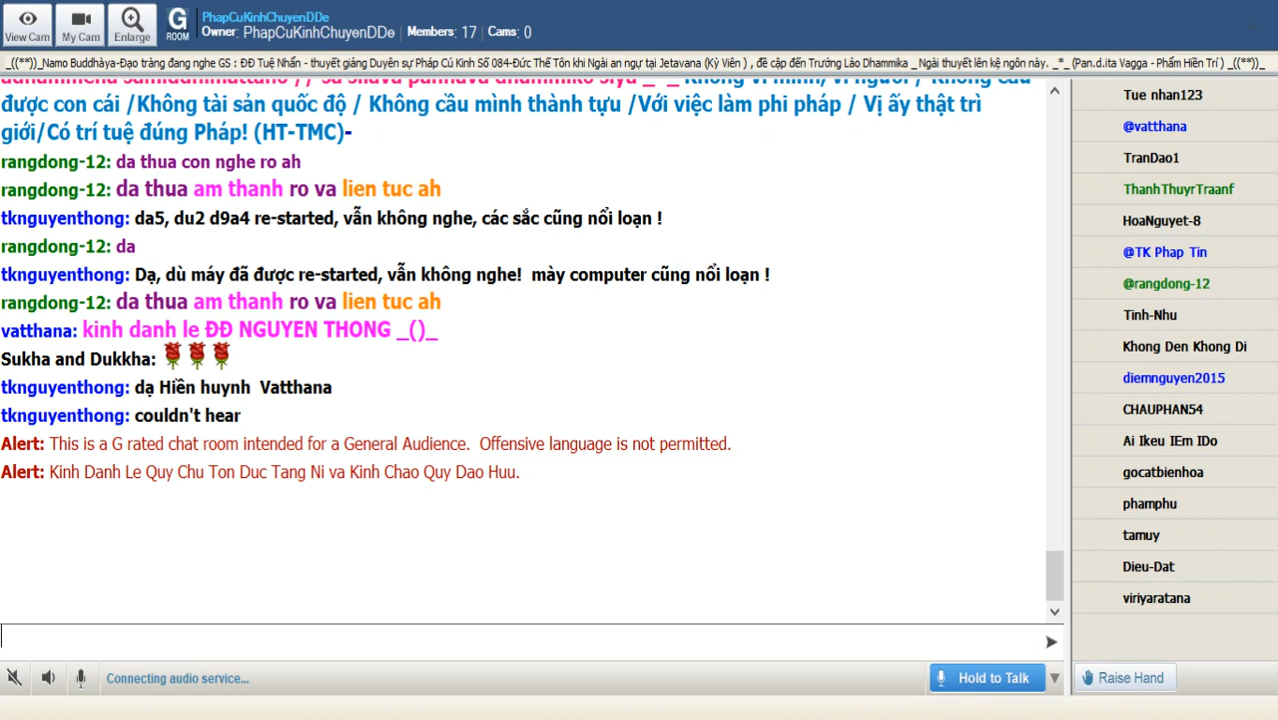 View Cam
My Cam
Enlarge
G
ROOM
PhapCuKinhChuyenDDe
Owner: PhapCuKinhChuyenDDe Members: 17 Cams: 0
_((**))_Namo Buddhàya-Đạo tràng đang nghe GS : ĐĐ Tuệ Nhẩn - thuyết giảng Duyên sự Pháp Cú Kinh Số 084-Đức Thế Tôn khi Ngài an ngự tại Jetavana (Kỳ Viên ) , đề cập đến Trưởng Lão Dhammika _ Ngài thuyết lên kệ ngôn này. _*_ (Pan.d.ita Vagga - Phẩm Hiền Trí ) _((**))_
được con cái /Không tài sản quốc độ / Không cầu mình thành tựu /Với việc làm phi pháp / Vị ấy thật trì
giới/Có trí tuệ đúng Pháp! (HT-TMC)-
rangdong-12: da thua con nghe ro ah
rangdong-12: da thua am thanh ro va lien tuc ah
tknguyenthong: da5, du2 d9a4 re-started, vẫn không nghe, các sắc cũng nổi loạn !
rangdong-12: da
tknguyenthong: Dạ, dù máy đã được re-started, vẫn không nghe! mày computer cũng nổi loạn !
rangdong-12: da thua am thanh ro va lien tuc ah
vatthana: kinh danh le ĐĐ NGUYEN THONG _()_
Sukha and Dukkha:
tknguyenthong: dạ Hiền huynh Vatthana
tknguyenthong: couldn't hear
Alert: This is a G rated chat room intended for a General Audience. Offensive language is not permitted.
Alert: Kinh Danh Le Quy Chu Ton Duc Tang Ni va Kinh Chao Quy Dao Huu.
Connecting audio service...
Hold to Talk
Tue nhan123
@vatthana
TranDao1
ThanhThuyrTraanf
HoaNguyet-8
@TK Phap Tin
@rangdong-12
Tinh-Nhu
Khong Den Khong Di
diemnguyen2015
CHAUPHAN54
Ai Ikeu IEm IDo
gocatbienhoa
phamphu
tamuy
Dieu-Dat
viriyaratana
Raise Hand